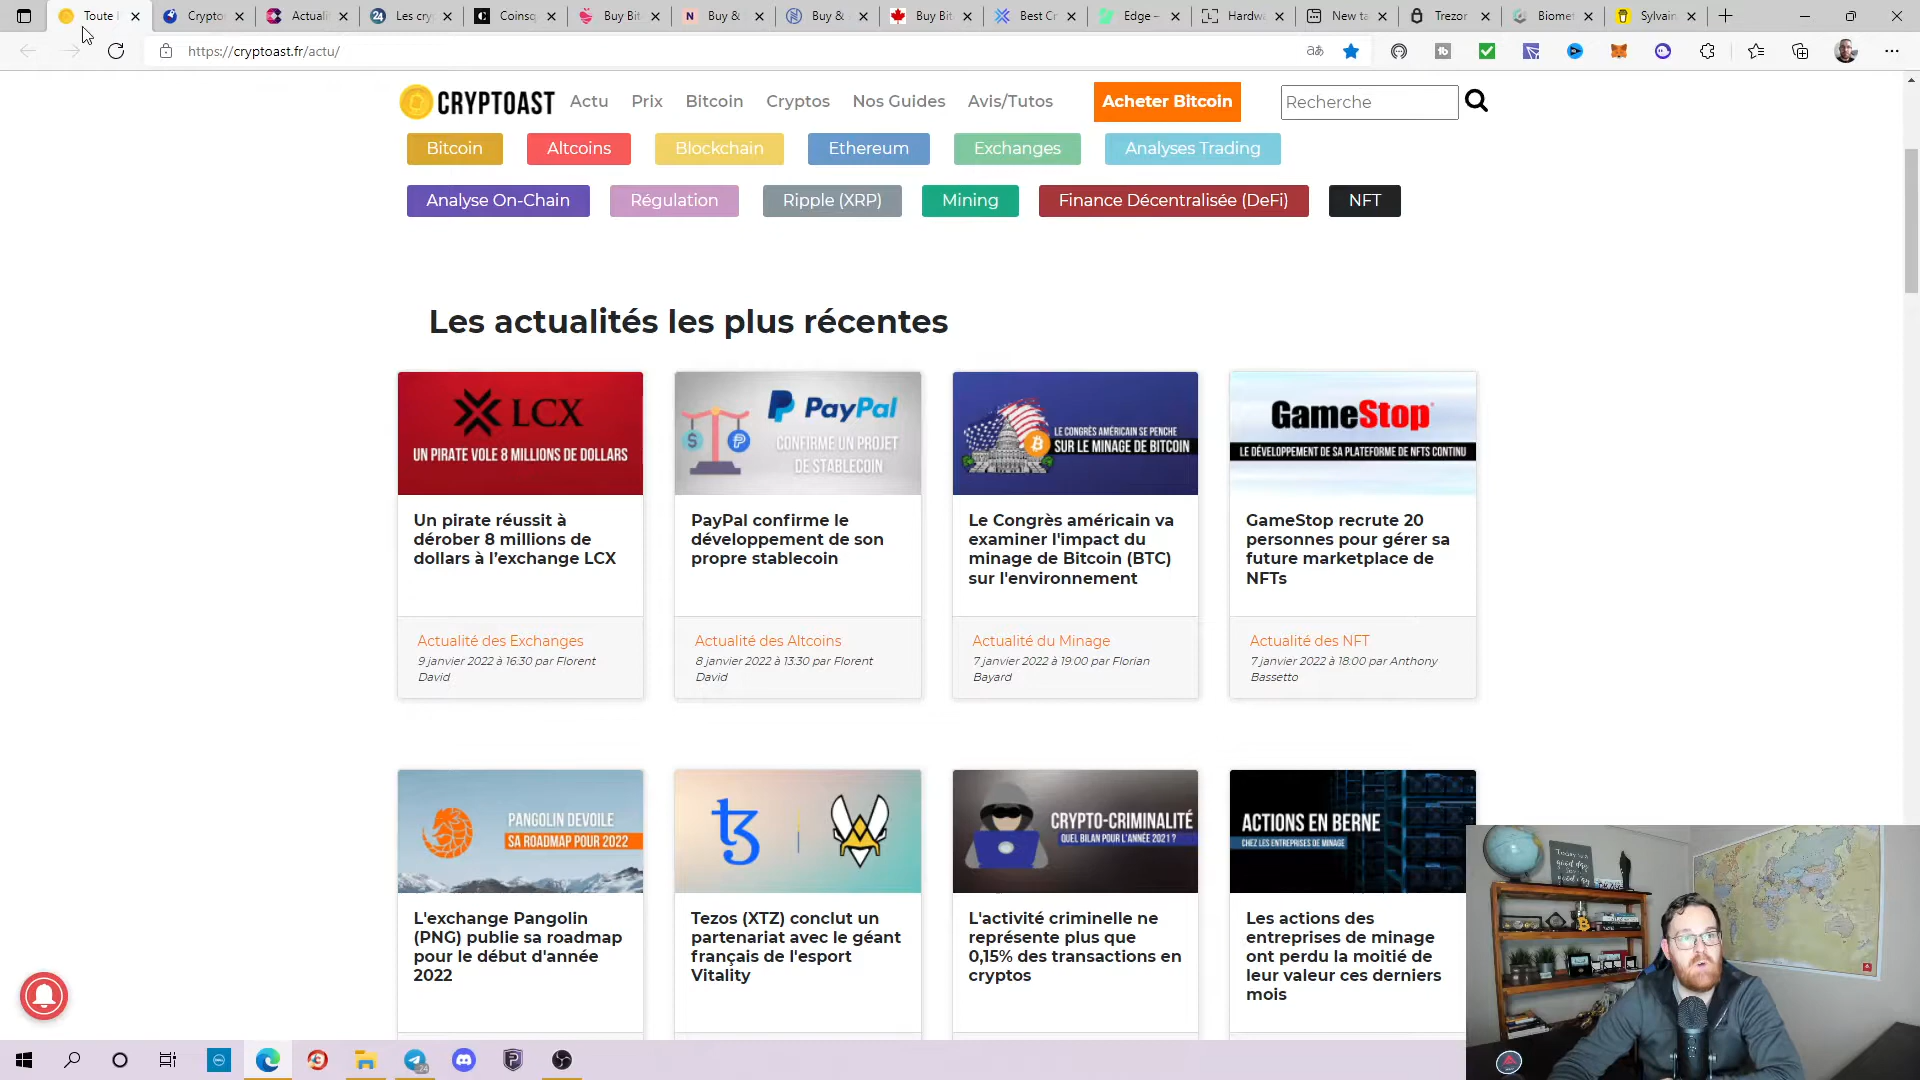 Toute l
Crypto
Actuali
Les cry
Coinsq
Buy Bit
Buy &
Buy &
Buy Bit
Best Cr
Edge –
Hardw
New ta
Trezor
Biomet
Sylvain
https://cryptoast.fr/actu/
CRYPTOAST
Actu
Prix
Bitcoin
Cryptos
Nos Guides
Avis/Tutos
Acheter Bitcoin
Recherche
Bitcoin
Altcoins
Blockchain
Ethereum
Exchanges
Analyses Trading
Analyse On-Chain
Régulation
Ripple (XRP)
Mining
Finance Décentralisée (DeFi)
NFT
Les actualités les plus récentes
LCX
UN PIRATE VOLE 8 MILLIONS DE DOLLARS
Un pirate réussit à
dérober 8 millions de
dollars à l’exchange LCX
Actualité des Exchanges
9 janvier 2022 à 16:30 par Florent
David
PayPal
CONFIRME UN PROJET
DE STABLECOIN
PayPal confirme le
développement de son
propre stablecoin
Actualité des Altcoins
8 janvier 2022 à 13:30 par Florent
David
LE CONGRÈS AMÉRICAIN SE PENCHE
SUR LE MINAGE DE BITCOIN
Le Congrès américain va
examiner l'impact du
minage de Bitcoin (BTC)
sur l'environnement
Actualité du Minage
7 janvier 2022 à 19:00 par Florian
Bayard
GameStop
LE DÉVELOPPEMENT DE SA PLATEFORME DE NFTS CONTINU
GameStop recrute 20
personnes pour gérer sa
future marketplace de
NFTs
Actualité des NFT
7 janvier 2022 à 18:00 par Anthony
Bassetto
PANGOLIN DEVOILE
SA ROADMAP POUR 2022
L'exchange Pangolin
(PNG) publie sa roadmap
pour le début d'année
2022
Tezos (XTZ) conclut un
partenariat avec le géant
français de l'esport
Vitality
CRYPTO-CRIMINALITÉ
QUEL BILAN POUR L'ANNÉE 2021 ?
L'activité criminelle ne
représente plus que
0,15% des transactions en
cryptos
ACTIONS EN BERNE
CHEZ LES ENTREPRISES DE MINAGE
Les actions des
entreprises de minage
ont perdu la moitié de
leur valeur ces derniers
mois